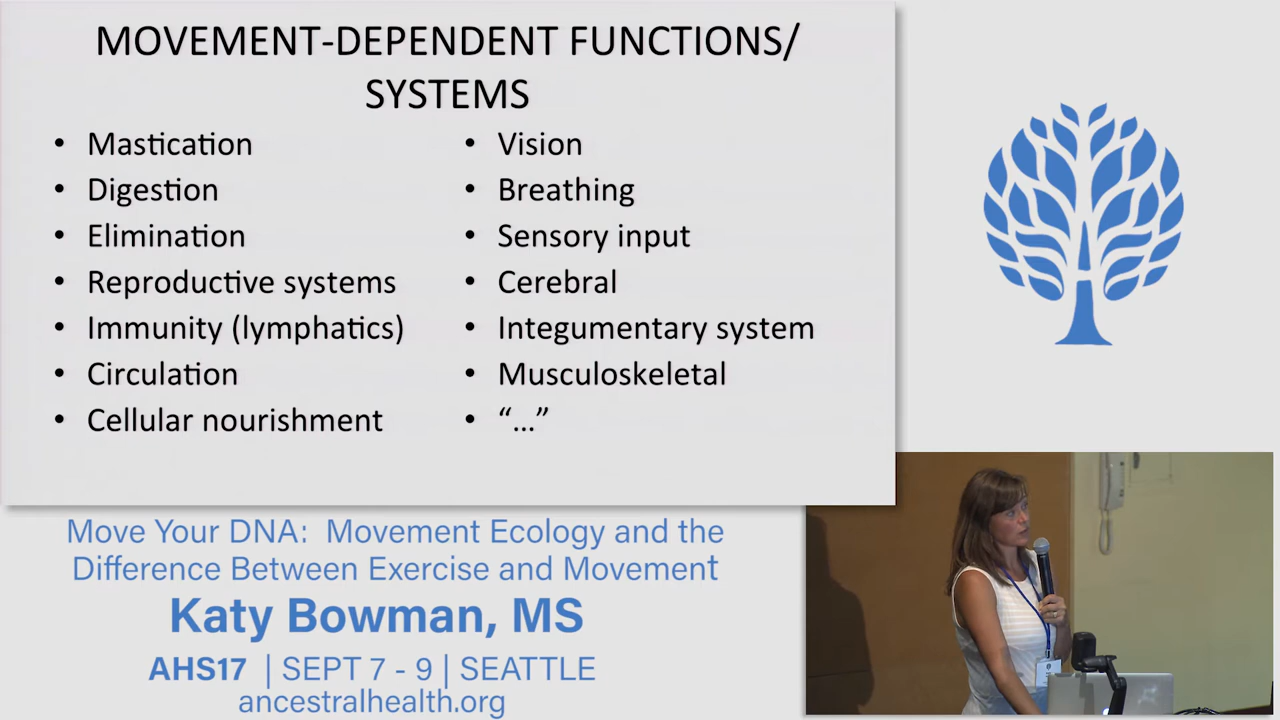 MOVEMENT-DEPENDENT FUNCTIONS/
SYSTEMS
• Mastication
• Digestion
• Elimination
• Reproductive systems
• Immunity (lymphatics)
• Circulation
• Cellular nourishment
• Vision
• Breathing
• Sensory input
• Cerebral
• Integumentary system
• Musculoskeletal
• “...”
Move Your DNA: Movement Ecology and the
Difference Between Exercise and Movement
Katy Bowman, MS
AHS17 | SEPT 7 - 9 | SEATTLE
ancestralhealth.org